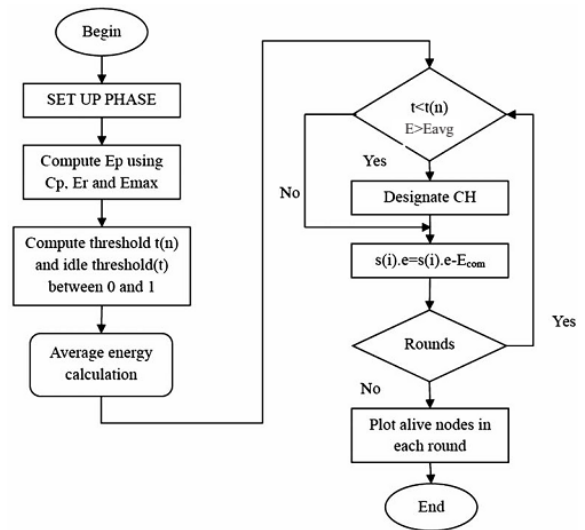 Begin
SET UP PHASE
Compute Ep using
Cp, Er and Emax
Compute threshold t(n)
and idle threshold(t)
between 0 and 1
Average energy
calculation
t<t(n)
E>Eavg
Yes
No
Designate CH
s(i).e=s(i).e-Ecom
Rounds
Yes
No
Plot alive nodes in
each round
End